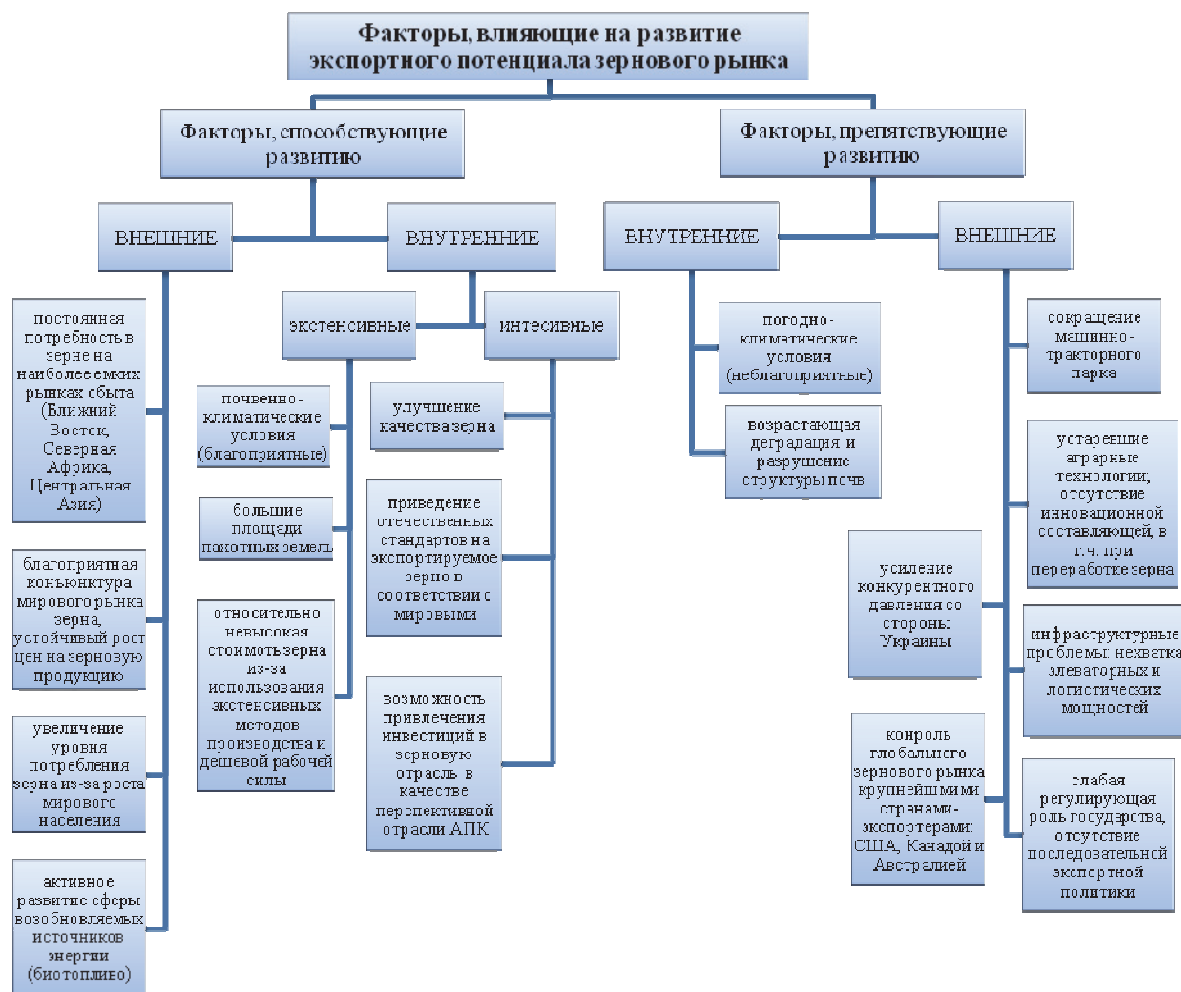 Факторы, влияющие на развитие
экспортного потенциала зернового рынка
Факторы, способствующие
развитию
Факторы, препятствующие
развитию
ВНЕШНИЕ
ВНУТРЕННИЕ
ВНУТРЕННИЕ
ВНЕШНИЕ
постоянная
потребность в
зерне на
наиболее емких
рынках сбыта
(Ближний
Восток,
Северная
Африка,
Центральная
Азия)
благоприятная
конъюнктура
мирового рынка
зерна,
устойчивый рост
цен на зерновую
продукцию
увеличение
уровня
потребления
зерна из-за роста
мирового
населения
активное
развитие сферы
возобновляемых
источников
энергии
(биотопливо)
экстенсивные
интесивные
почвенно-
климатические
условия
(благоприятные)
большие
площади
пахотных земель
относительно
невысокая
стоимоть зерна
из-за
использования
экстенсивных
методов
производства и
дешевой рабочей
силы
улучшение
качества зерна
приведение
отечественных
стандартов на
экспортируемое
зерно в
соответствии с
мировыми
возможность
привлечения
инвестиций в
зерновую
отрасль в
качестве
перспективной
отрасли АПК
погодно-
климатические
условия
(неблагоприятные)
возрастающая
деградация и
разрушение
структуры почв
сокращение
машинно-
тракторного
парка
устаревшие
аграрные
технологии,
отсутствие
инновационной
составляющей, в
т.ч. при
переработке зерна
усиление
конкурентного
давления со
стороны
Украины
инфраструктурные
проблемы: нехватка
элеваторных и
логистических
мощностей
конроль
глобального
зернового рынка
крупнейшими
странами-
экспортерами:
США, Канадой и
Австралией
слабая
регулирующая
роль государства,
отсутствие
последовательной
экспортной
политики